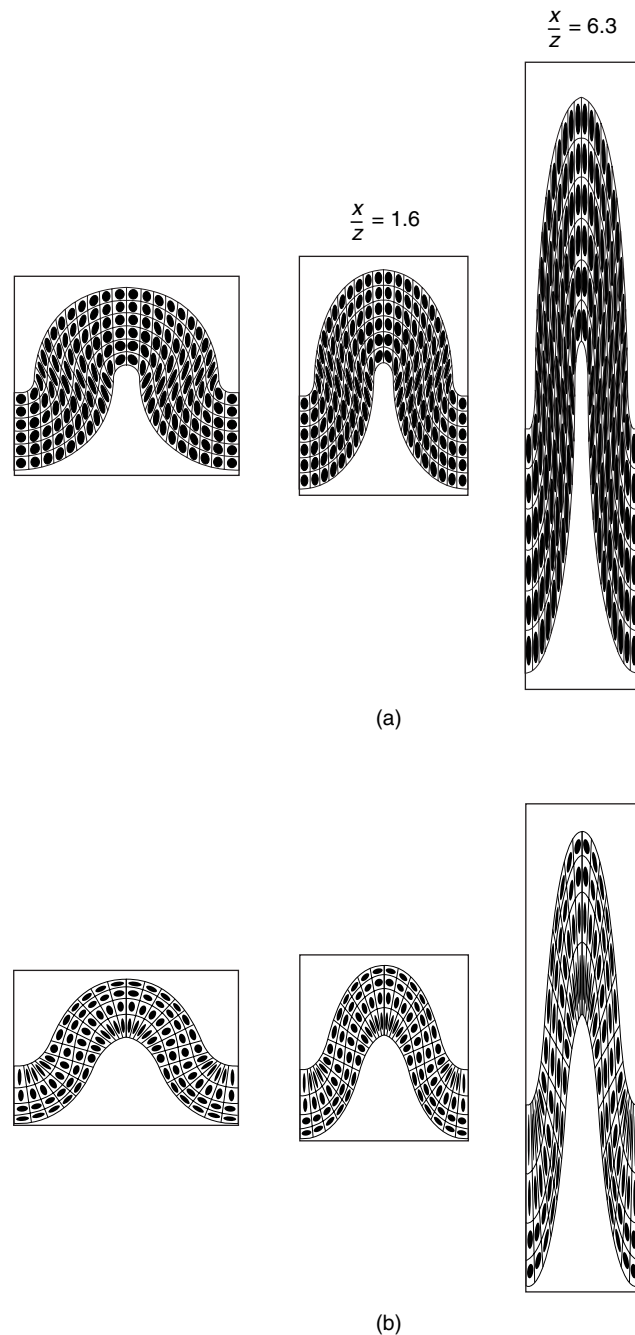 x/z = 6.3
x/z = 1.6
(a)
(b)